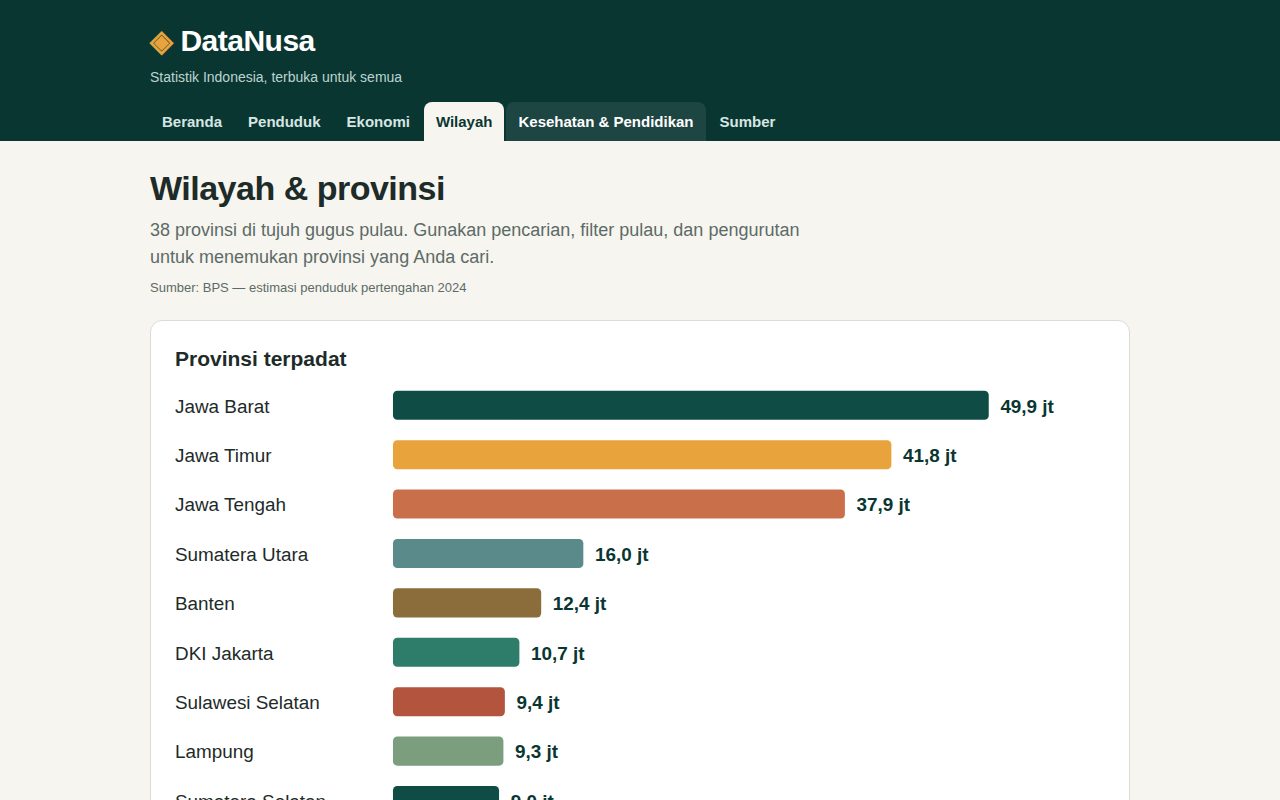 DataNusa
Statistik Indonesia, terbuka untuk semua
Beranda Penduduk Ekonomi Wilayah Kesehatan & Pendidikan Sumber
Wilayah & provinsi
38 provinsi di tujuh gugus pulau. Gunakan pencarian, filter pulau, dan pengurutan
untuk menemukan provinsi yang Anda cari.
Sumber: BPS — estimasi penduduk pertengahan 2024
Provinsi terpadat
Jawa Barat 49,9 jt
Jawa Timur 41,8 jt
Jawa Tengah 37,9 jt
Sumatera Utara 16,0 jt
Banten 12,4 jt
DKI Jakarta 10,7 jt
Sulawesi Selatan 9,4 jt
Lampung 9,3 jt
Sumatera Selatan